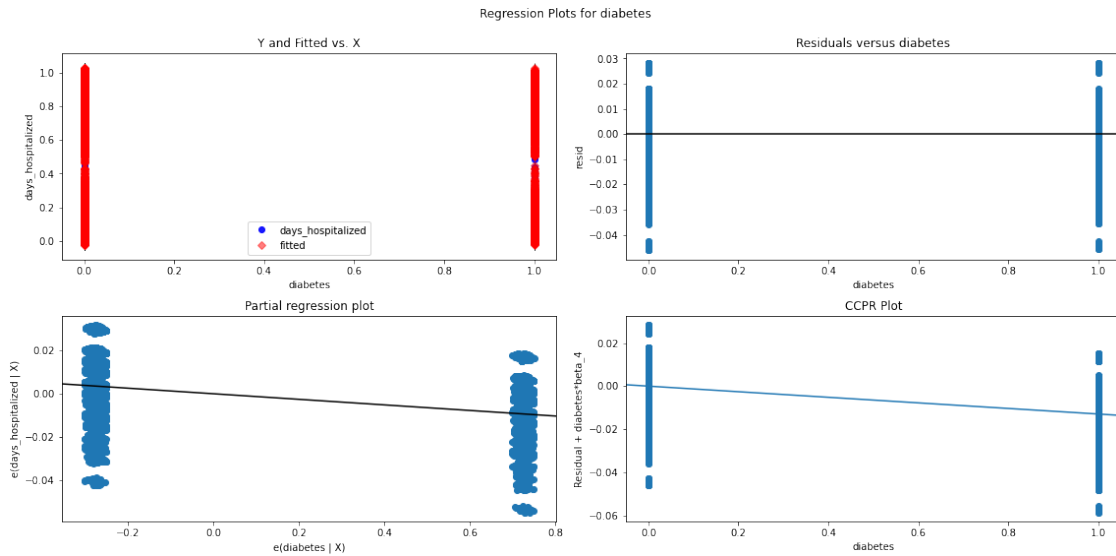 Regression Plots for diabetes
Y and Fitted vs. X
days_hospitalized
1.0
0.8
0.6
0.4
0.2
0.0
days_hospitalized
fitted
0.0 0.2 0.4 0.6 0.8 1.0
diabetes
Residuals versus diabetes
resid
0.03
0.02
0.01
0.00
−0.01
−0.02
−0.03
−0.04
0.0 0.2 0.4 0.6 0.8 1.0
diabetes
Partial regression plot
e(days_hospitalized | X)
0.02
0.00
−0.02
−0.04
−0.2 0.0 0.2 0.4 0.6 0.8
e(diabetes | X)
CCPR Plot
Residual + diabetes*beta_4
0.02
0.00
−0.02
−0.04
−0.06
0.0 0.2 0.4 0.6 0.8 1.0
diabetes